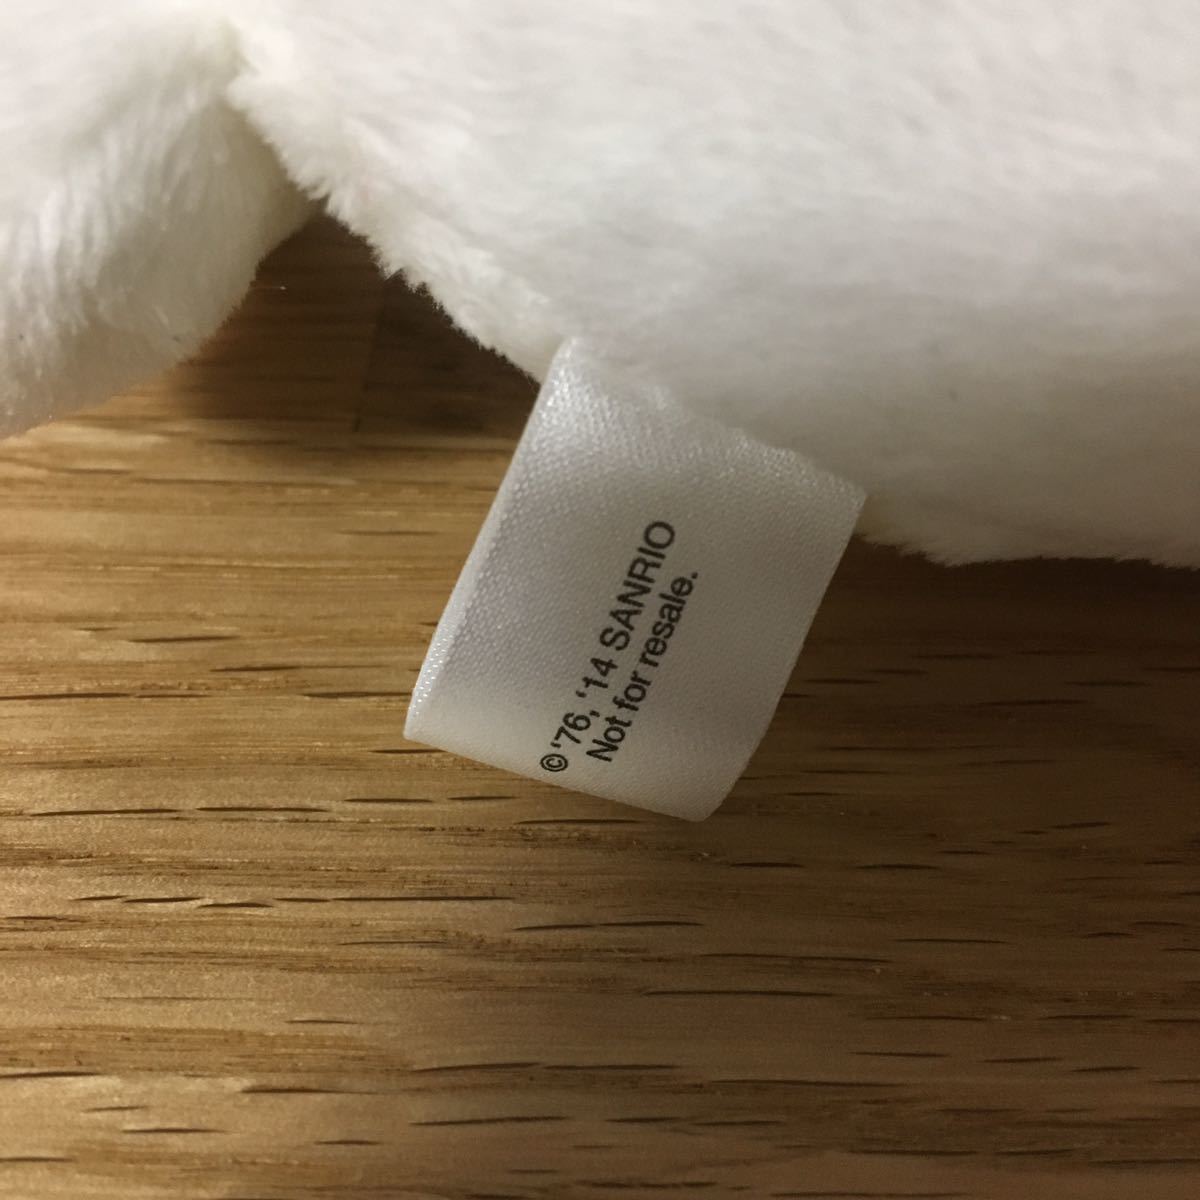 © '76, '14 SANRIO
Not for resale.